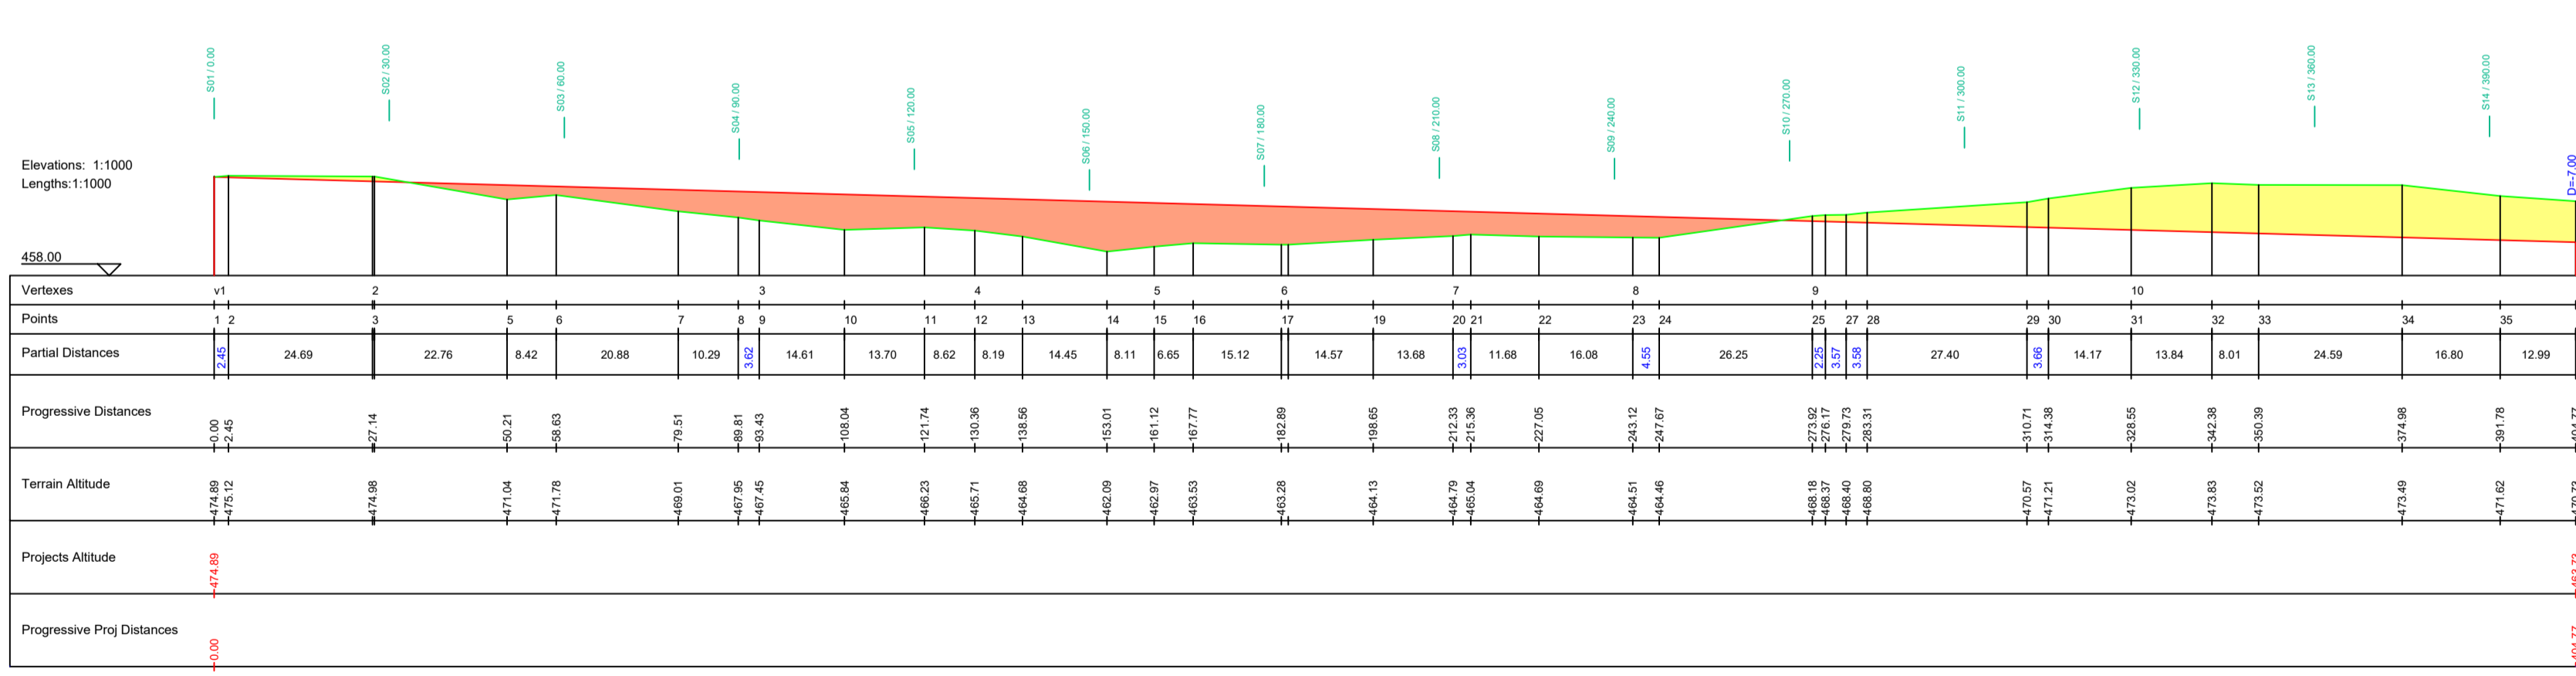 S01 / 0.00
S02 / 30.00
S03 / 60.00
S04 / 90.00
S05 / 120.00
S06 / 150.00
S07 / 180.00
S08 / 210.00
S09 / 240.00
S10 / 270.00
S11 / 300.00
S12 / 330.00
S13 / 360.00
S14 / 390.00
Elevations: 1:1000
Lengths:1:1000
D=-7.00
458.00
Vertexes v1 2 3 4 5 6 7 8 9 10
Points 1 2 3 5 6 7 8 9 10 11 12 13 14 15 16 17 19 20 21 22 23 24 25 27 28 29 30 31 32 33 34 35
Partial Distances 2.45 24.69 22.76 8.42 20.88 10.29 3.62 14.61 13.70 8.62 8.19 14.45 8.11 6.65 15.12 14.57 13.68 3.03 11.68 16.08 4.55 26.25 2.25 3.57 3.58 27.40 3.66 14.17 13.84 8.01 24.59 16.80 12.99
Progressive Distances 0.00 2.45 27.14 50.21 58.63 79.51 89.81 93.43 108.04 121.74 130.36 138.56 153.01 161.12 167.77 182.89 198.65 212.33 215.36 227.05 243.12 247.67 273.92 276.17 279.73 283.31 310.71 314.38 328.55 342.38 350.39 374.98 391.78 404.77
Terrain Altitude 474.89 475.12 474.98 471.04 471.78 469.01 467.95 467.45 465.84 466.23 465.71 464.68 462.09 462.97 463.53 463.28 464.13 464.79 465.04 464.69 464.51 464.46 468.18 468.37 468.40 468.80 470.57 471.21 473.02 473.83 473.52 473.49 471.62
Projects Altitude 474.89
Progressive Proj Distances 0.00 404.77